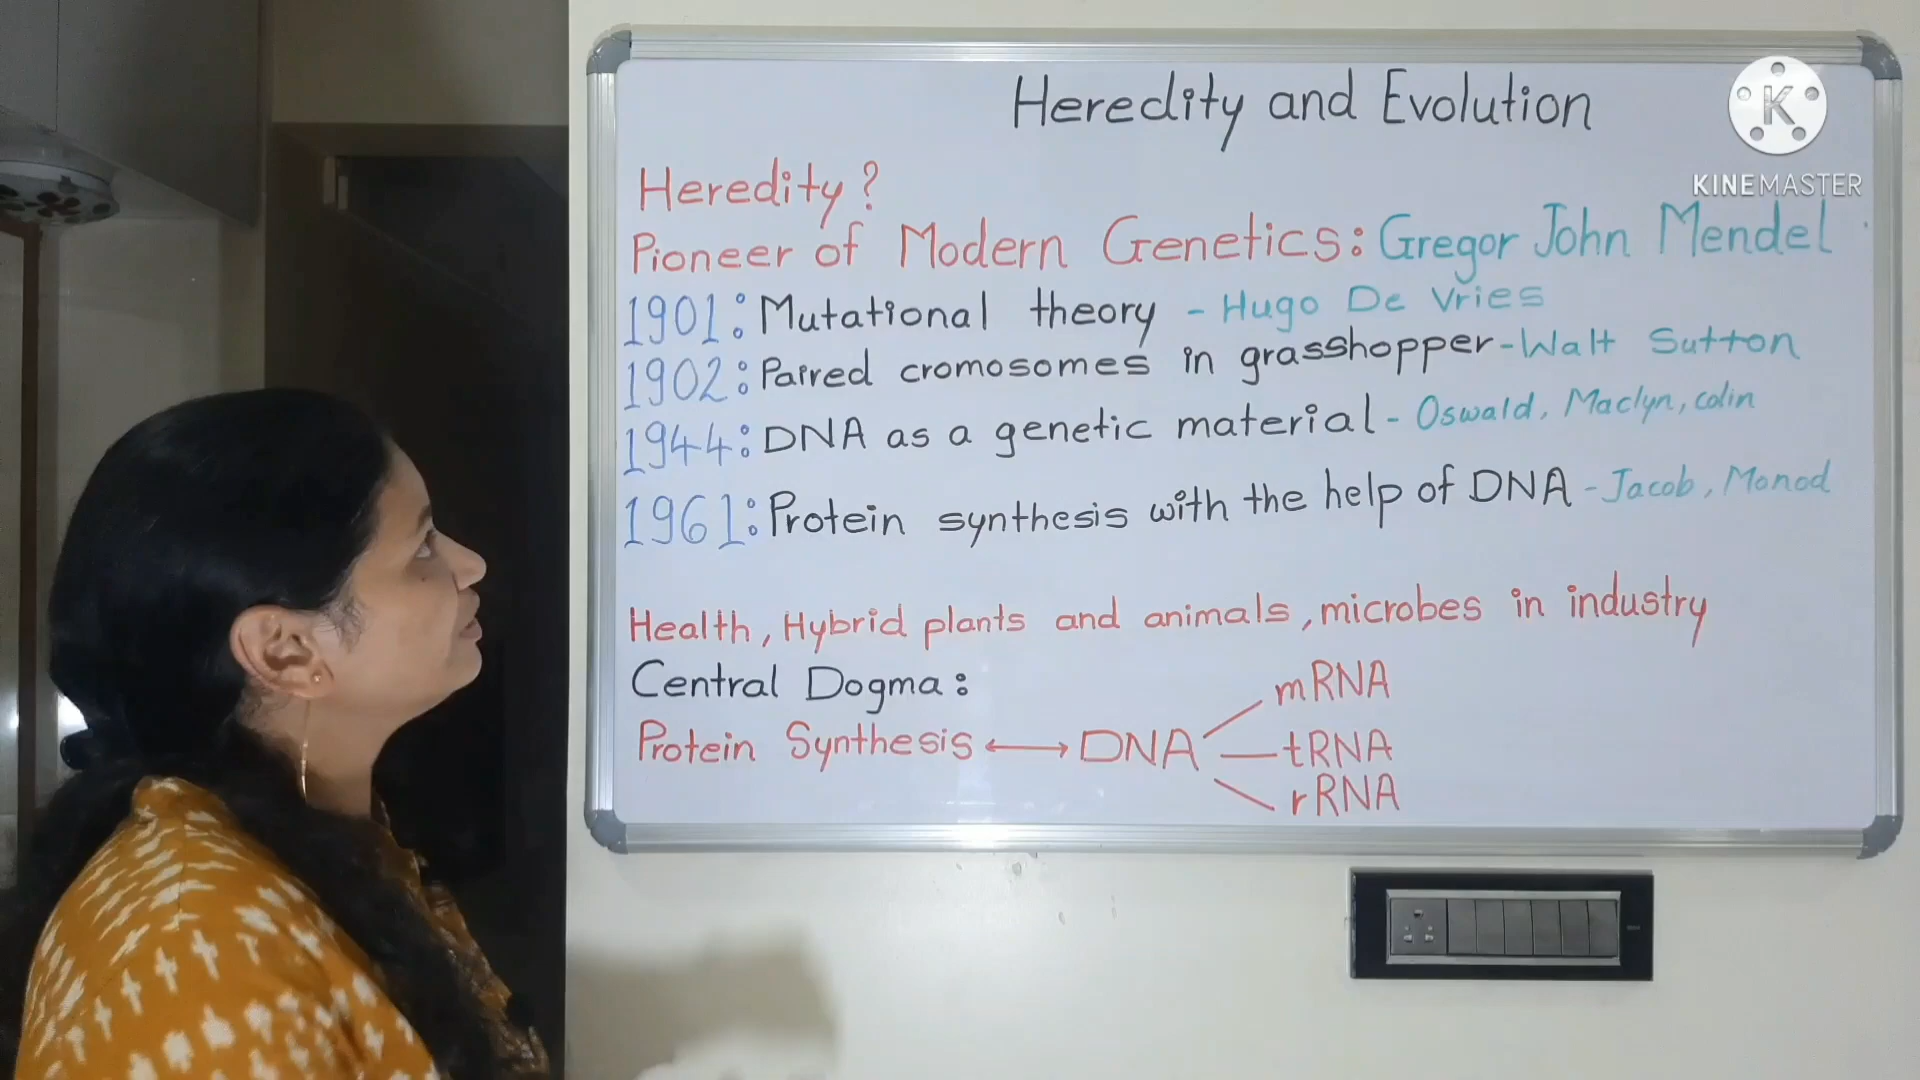 Heredity and Evolution
K
KINEMASTER
Heredity ?
Pioneer of Modern Genetics: Gregor John Mendel
1901: Mutational theory - Hugo De Vries
1902: Paired cromosomes in grasshopper - Walt Sutton
1944: DNA as a genetic material - Oswald, Maclyn, colin
1961: Protein synthesis with the help of DNA - Jacob, Monod
Health, Hybrid plants and animals, microbes in industry
Central Dogma:
Protein Synthesis ⟷ DNA
mRNA
tRNA
rRNA